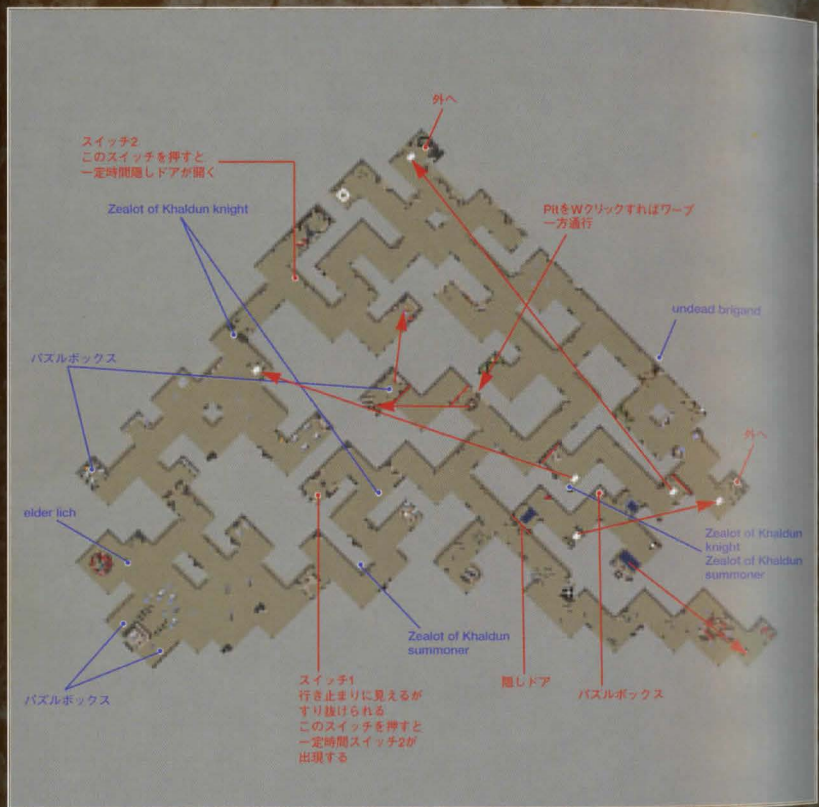 外へ
スイッチ2
このスイッチを押すと
一定時間隠しドアが開く
Zealot of Khaldun knight
PitをWクリックすればワープ
一方通行
undead brigand
パズルボックス
外へ
elder lich
Zealot of Khaldun
knight
Zealot of Khaldun
summoner
Zealot of Khaldun
summoner
パズルボックス
スイッチ1
行き止まりに見えるが
すり抜けられる
このスイッチを押すと
一定時間スイッチ2が
出現する
隠しドア
パズルボックス